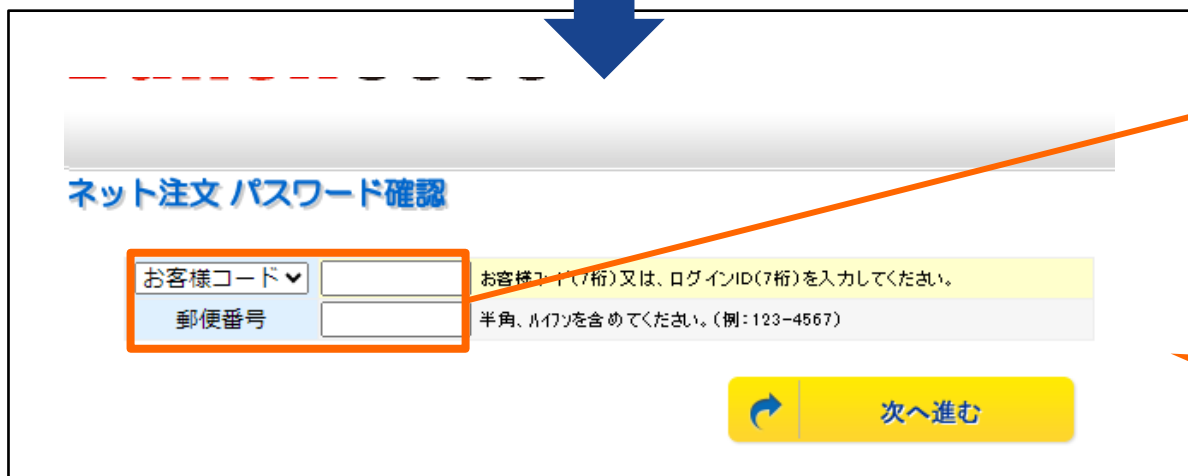 ネット注文 パスワード確認
お客様コード お客様コード(7桁)又は、ログインID(7桁)を入力してください。
郵便番号 半角、ハイフンを含めてください。(例:123-4567)
次へ進む